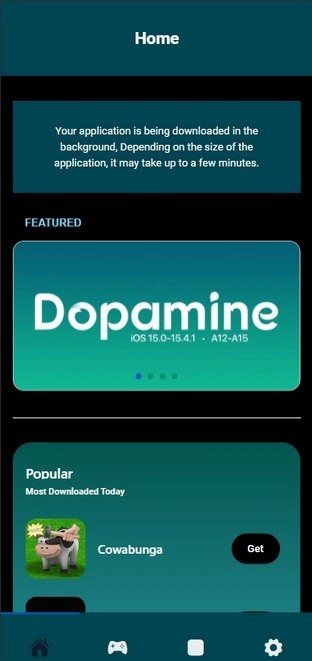 Home
Your application is being downloaded in the
background, Depending on the size of the
application, it may take up to a few minutes.
FEATURED
Dopamine
iOS 15.0-15.4.1 - A12-A15
Popular
Most Downloaded Today
Cowabunga
Get